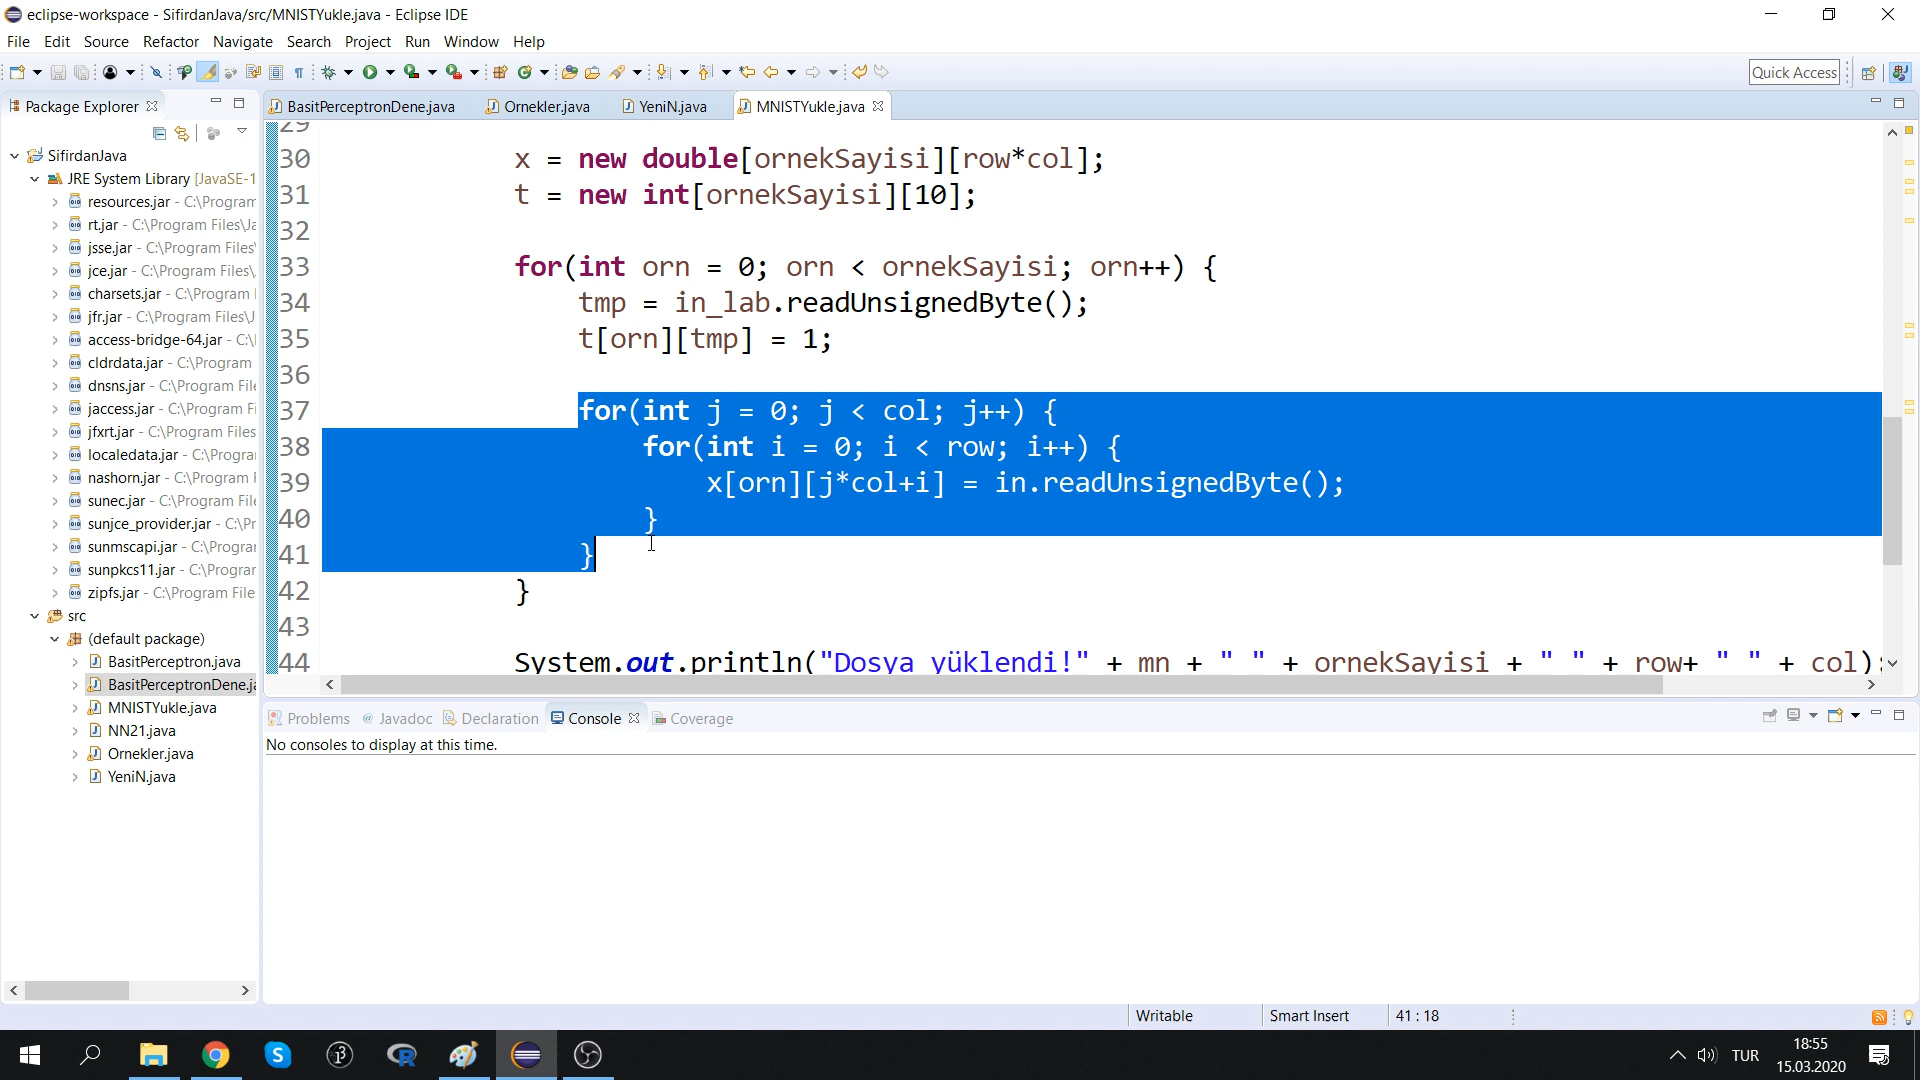 eclipse-workspace - SifirdanJava/src/MNISTYukle.java - Eclipse IDE
File Edit Source Refactor Navigate Search Project Run Window Help
Quick Access
Package Explorer
BasitPerceptronDene.java Ornekler.java YeniN.java MNISTYukle.java
SifirdanJava
JRE System Library [JavaSE-1
resources.jar - C:\Program
rt.jar - C:\Program Files\Ja
jsse.jar - C:\Program Files\
jce.jar - C:\Program Files\
charsets.jar - C:\Program
jfr.jar - C:\Program Files\J
access-bridge-64.jar - C:\
cldrdata.jar - C:\Program
dnsns.jar - C:\Program File
jaccess.jar - C:\Program F
jfxrt.jar - C:\Program Files
localedata.jar - C:\Progra
nashorn.jar - C:\Program
sunec.jar - C:\Program File
sunjce_provider.jar - C:\Pr
sunmscapi.jar - C:\Progra
sunpkcs11.jar - C:\Progra
zipfs.jar - C:\Program File
src
(default package)
BasitPerceptron.java
BasitPerceptronDene.ja
MNISTYukle.java
NN21.java
Ornekler.java
YeniN.java
29
30 x = new double[ornekSayisi][row*col];
31 t = new int[ornekSayisi][10];
32
33 for(int orn = 0; orn < ornekSayisi; orn++) {
34 tmp = in_lab.readUnsignedByte();
35 t[orn][tmp] = 1;
36
37 for(int j = 0; j < col; j++) {
38 for(int i = 0; i < row; i++) {
39 x[orn][j*col+i] = in.readUnsignedByte();
40 }
41 }
42 }
43
44 System.out.println("Dosya yüklendi!" + mn + " " + ornekSayisi + " " + row+ " " + col);
Problems @ Javadoc Declaration Console Coverage
No consoles to display at this time.
Writable Smart Insert 41 : 18
TUR
18:55
15.03.2020